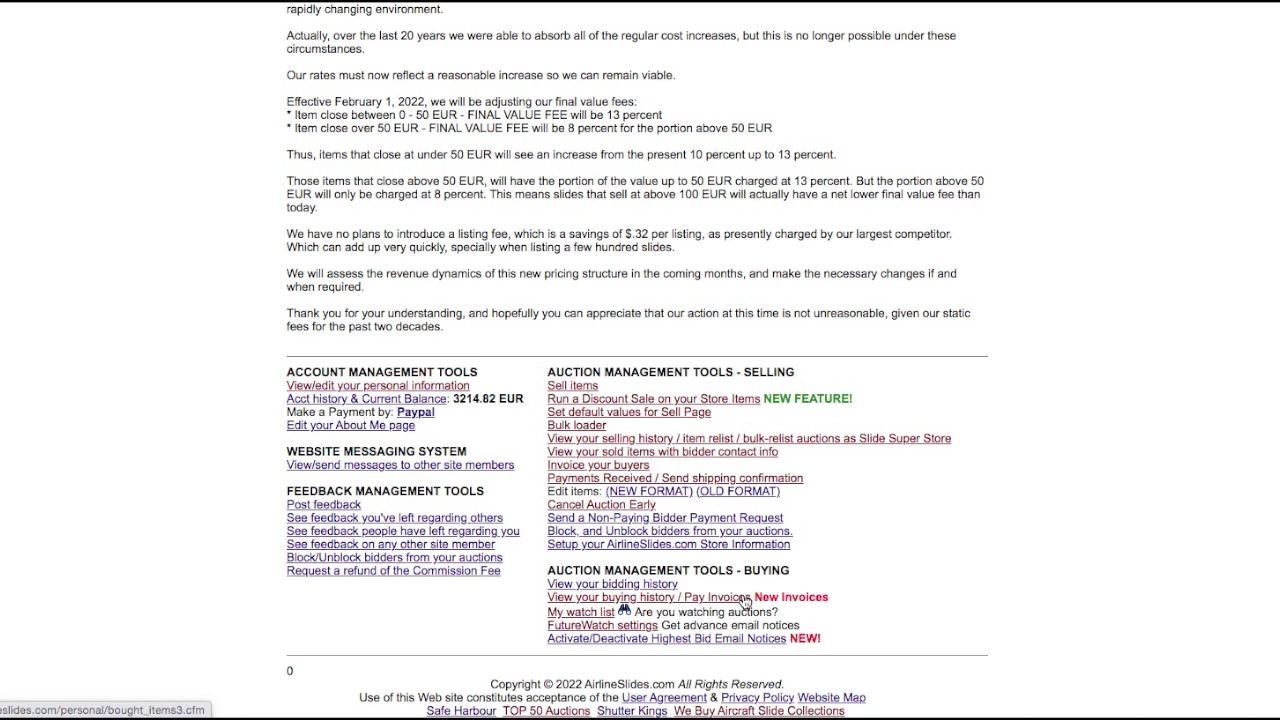 rapidly changing environment.
Actually, over the last 20 years we were able to absorb all of the regular cost increases, but this is no longer possible under these
circumstances.
Our rates must now reflect a reasonable increase so we can remain viable.
Effective February 1, 2022, we will be adjusting our final value fees:
* Item close between 0 - 50 EUR - FINAL VALUE FEE will be 13 percent
* Item close over 50 EUR - FINAL VALUE FEE will be 8 percent for the portion above 50 EUR
Thus, items that close at under 50 EUR will see an increase from the present 10 percent up to 13 percent.
Those items that close above 50 EUR, will have the portion of the value up to 50 EUR charged at 13 percent. But the portion above 50
EUR will only be charged at 8 percent. This means slides that sell at above 100 EUR will actually have a net lower final value fee than
today.
We have no plans to introduce a listing fee, which is a savings of $.32 per listing, as presently charged by our largest competitor.
Which can add up very quickly, specially when listing a few hundred slides.
We will assess the revenue dynamics of this new pricing structure in the coming months, and make the necessary changes if and
when required.
Thank you for your understanding, and hopefully you can appreciate that our action at this time is not unreasonable, given our static
fees for the past two decades.
ACCOUNT MANAGEMENT TOOLS
View/edit your personal information
Acct history & Current Balance: 3214.82 EUR
Make a Payment by: Paypal
Edit your About Me page
WEBSITE MESSAGING SYSTEM
View/send messages to other site members
FEEDBACK MANAGEMENT TOOLS
Post feedback
See feedback you've left regarding others
See feedback people have left regarding you
See feedback on any other site member
Block/Unblock bidders from your auctions
Request a refund of the Commission Fee
AUCTION MANAGEMENT TOOLS - SELLING
Sell items
Run a Discount Sale on your Store Items NEW FEATURE!
Set default values for Sell Page
Bulk loader
View your selling history / item relist / bulk-relist auctions as Slide Super Store
View your sold items with bidder contact info
Invoice your buyers
Payments Received / Send shipping confirmation
Edit items: (NEW FORMAT) (OLD FORMAT)
Cancel Auction Early
Send a Non-Paying Bidder Payment Request
Block, and Unblock bidders from your auctions.
Setup your AirlineSlides.com Store Information
AUCTION MANAGEMENT TOOLS - BUYING
View your bidding history
View your buying history / Pay Invoices New Invoices
My watch list Are you watching auctions?
FutureWatch settings Get advance email notices
Activate/Deactivate Highest Bid Email Notices NEW!
0
Copyright © 2022 AirlineSlides.com All Rights Reserved.
Use of this Web site constitutes acceptance of the User Agreement & Privacy Policy Website Map
Safe Harbour TOP 50 Auctions Shutter Kings We Buy Aircraft Slide Collections
eslides.com/personal/bought_items3.cfm